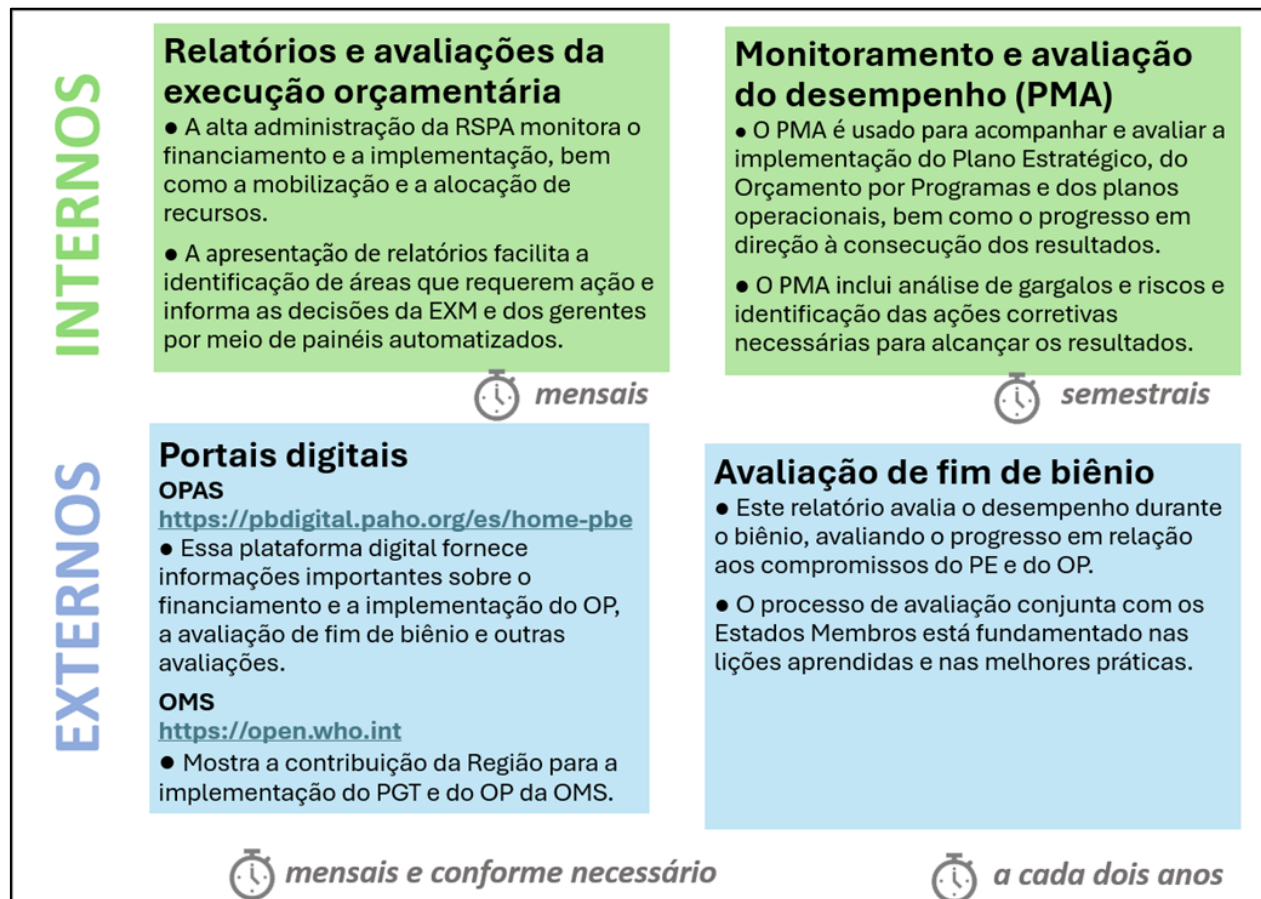 INTERNOS
Relatórios e avaliações da
execução orçamentária
● A alta administração da RSPA monitora o
financiamento e a implementação, bem
como a mobilização e a alocação de
recursos.
● A apresentação de relatórios facilita a
identificação de áreas que requerem ação e
informa as decisões da EXM e dos gerentes
por meio de painéis automatizados.
mensais
Monitoramento e avaliação
do desempenho (PMA)
● O PMA é usado para acompanhar e avaliar a
implementação do Plano Estratégico, do
Orçamento por Programas e dos planos
operacionais, bem como o progresso em
direção à consecução dos resultados.
● O PMA inclui análise de gargalos e riscos e
identificação das ações corretivas
necessárias para alcançar os resultados.
semestrais
EXTERNOS
Portais digitais
OPAS
https://pbdigital.paho.org/es/home-pbe
● Essa plataforma digital fornece
informações importantes sobre o
financiamento e a implementação do OP,
a avaliação de fim de biênio e outras
avaliações.
OMS
https://open.who.int
● Mostra a contribuição da Região para a
implementação do PGT e do OP da OMS.
mensais e conforme necessário
Avaliação de fim de biênio
● Este relatório avalia o desempenho durante
o biênio, avaliando o progresso em relação
aos compromissos do PE e do OP.
● O processo de avaliação conjunta com os
Estados Membros está fundamentado nas
lições aprendidas e nas melhores práticas.
a cada dois anos